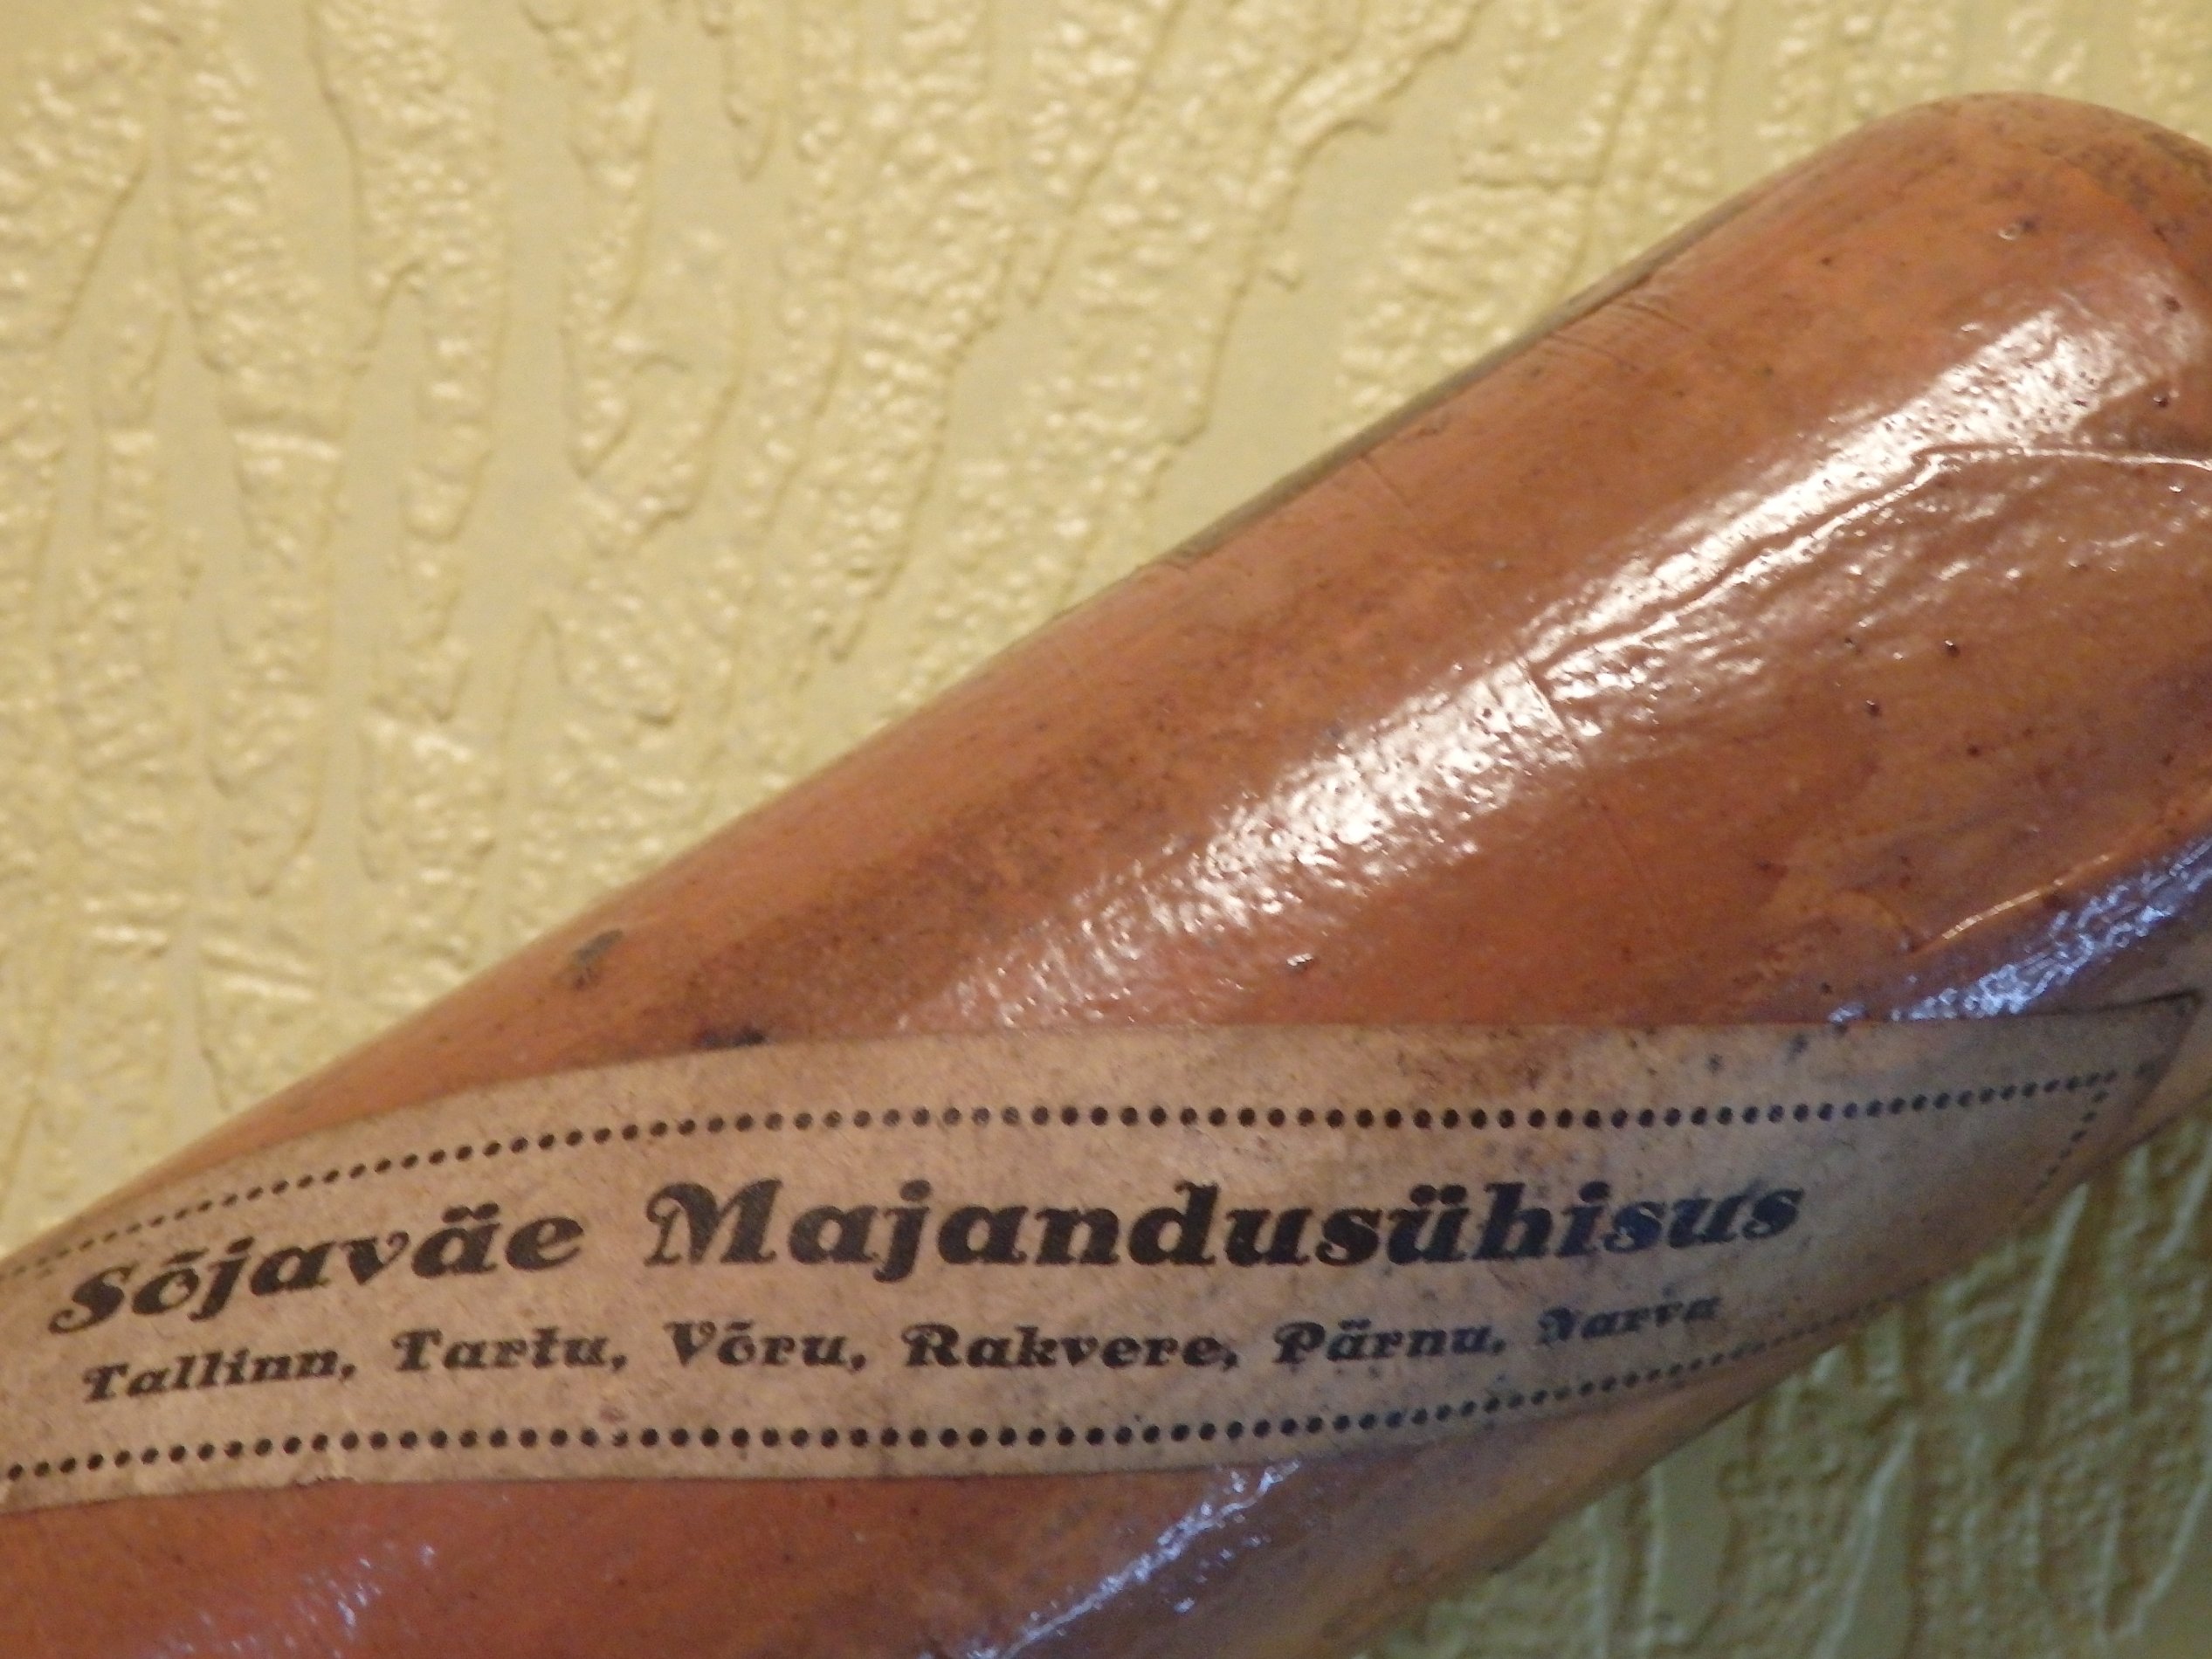 Sõjaväe Majandusühisus
Tallinn, Tartu, Võru, Rakvere, Pärnu, Narva